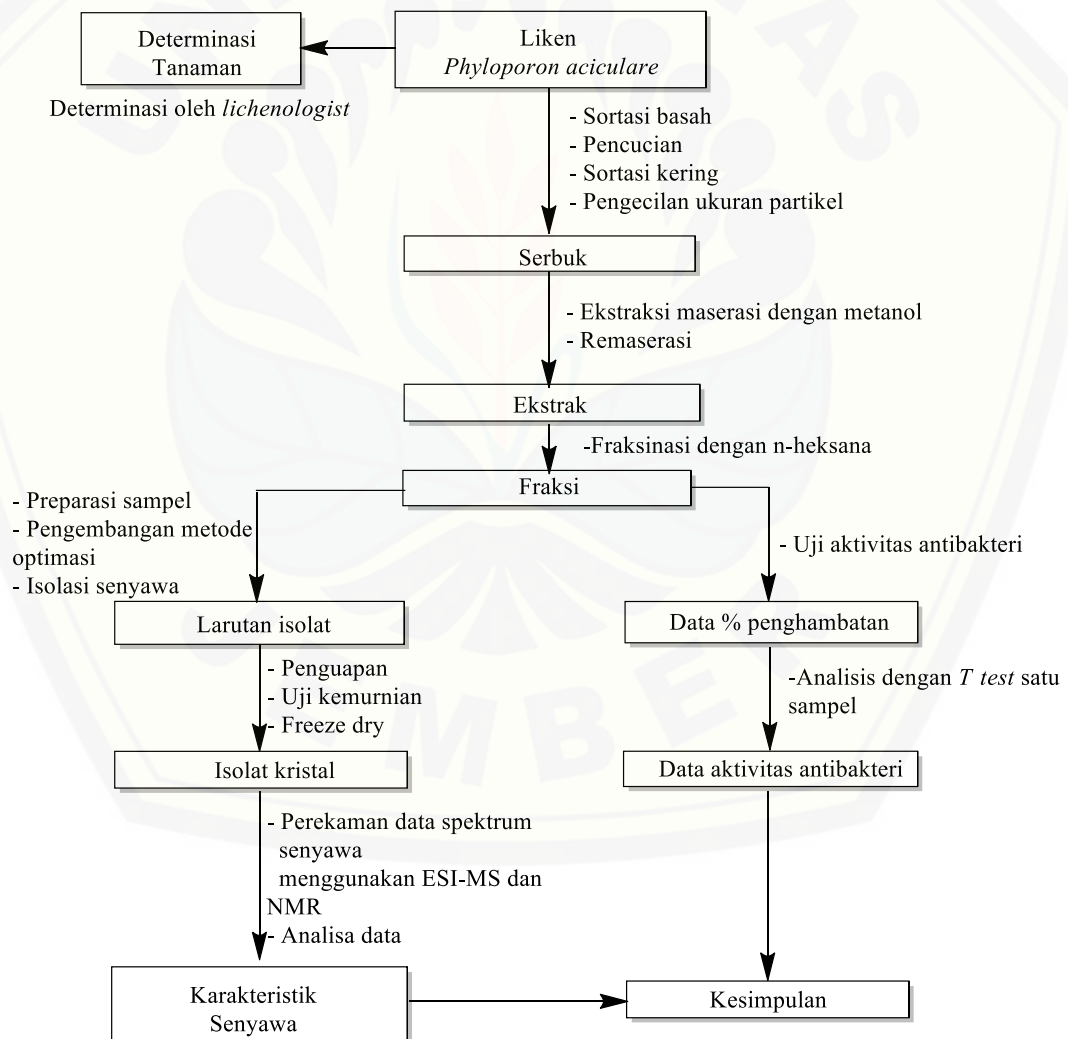 Determinasi
Tanaman
Liken
Phyloporon aciculare
Determinasi oleh lichenologist
- Sortasi basah
- Pencucian
- Sortasi kering
- Pengecilan ukuran partikel
Serbuk
- Ekstraksi maserasi dengan metanol
- Remaserasi
Ekstrak
-Fraksinasi dengan n-heksana
Fraksi
- Preparasi sampel
- Pengembangan metode
optimasi
- Isolasi senyawa
- Uji aktivitas antibakteri
Larutan isolat
Data % penghambatan
- Penguapan
- Uji kemurnian
- Freeze dry
-Analisis dengan T test satu
sampel
Isolat kristal
Data aktivitas antibakteri
- Perekaman data spektrum
senyawa
menggunakan ESI-MS dan
NMR
- Analisa data
Karakteristik
Senyawa
Kesimpulan
UNIVERSITAS
JEMBER